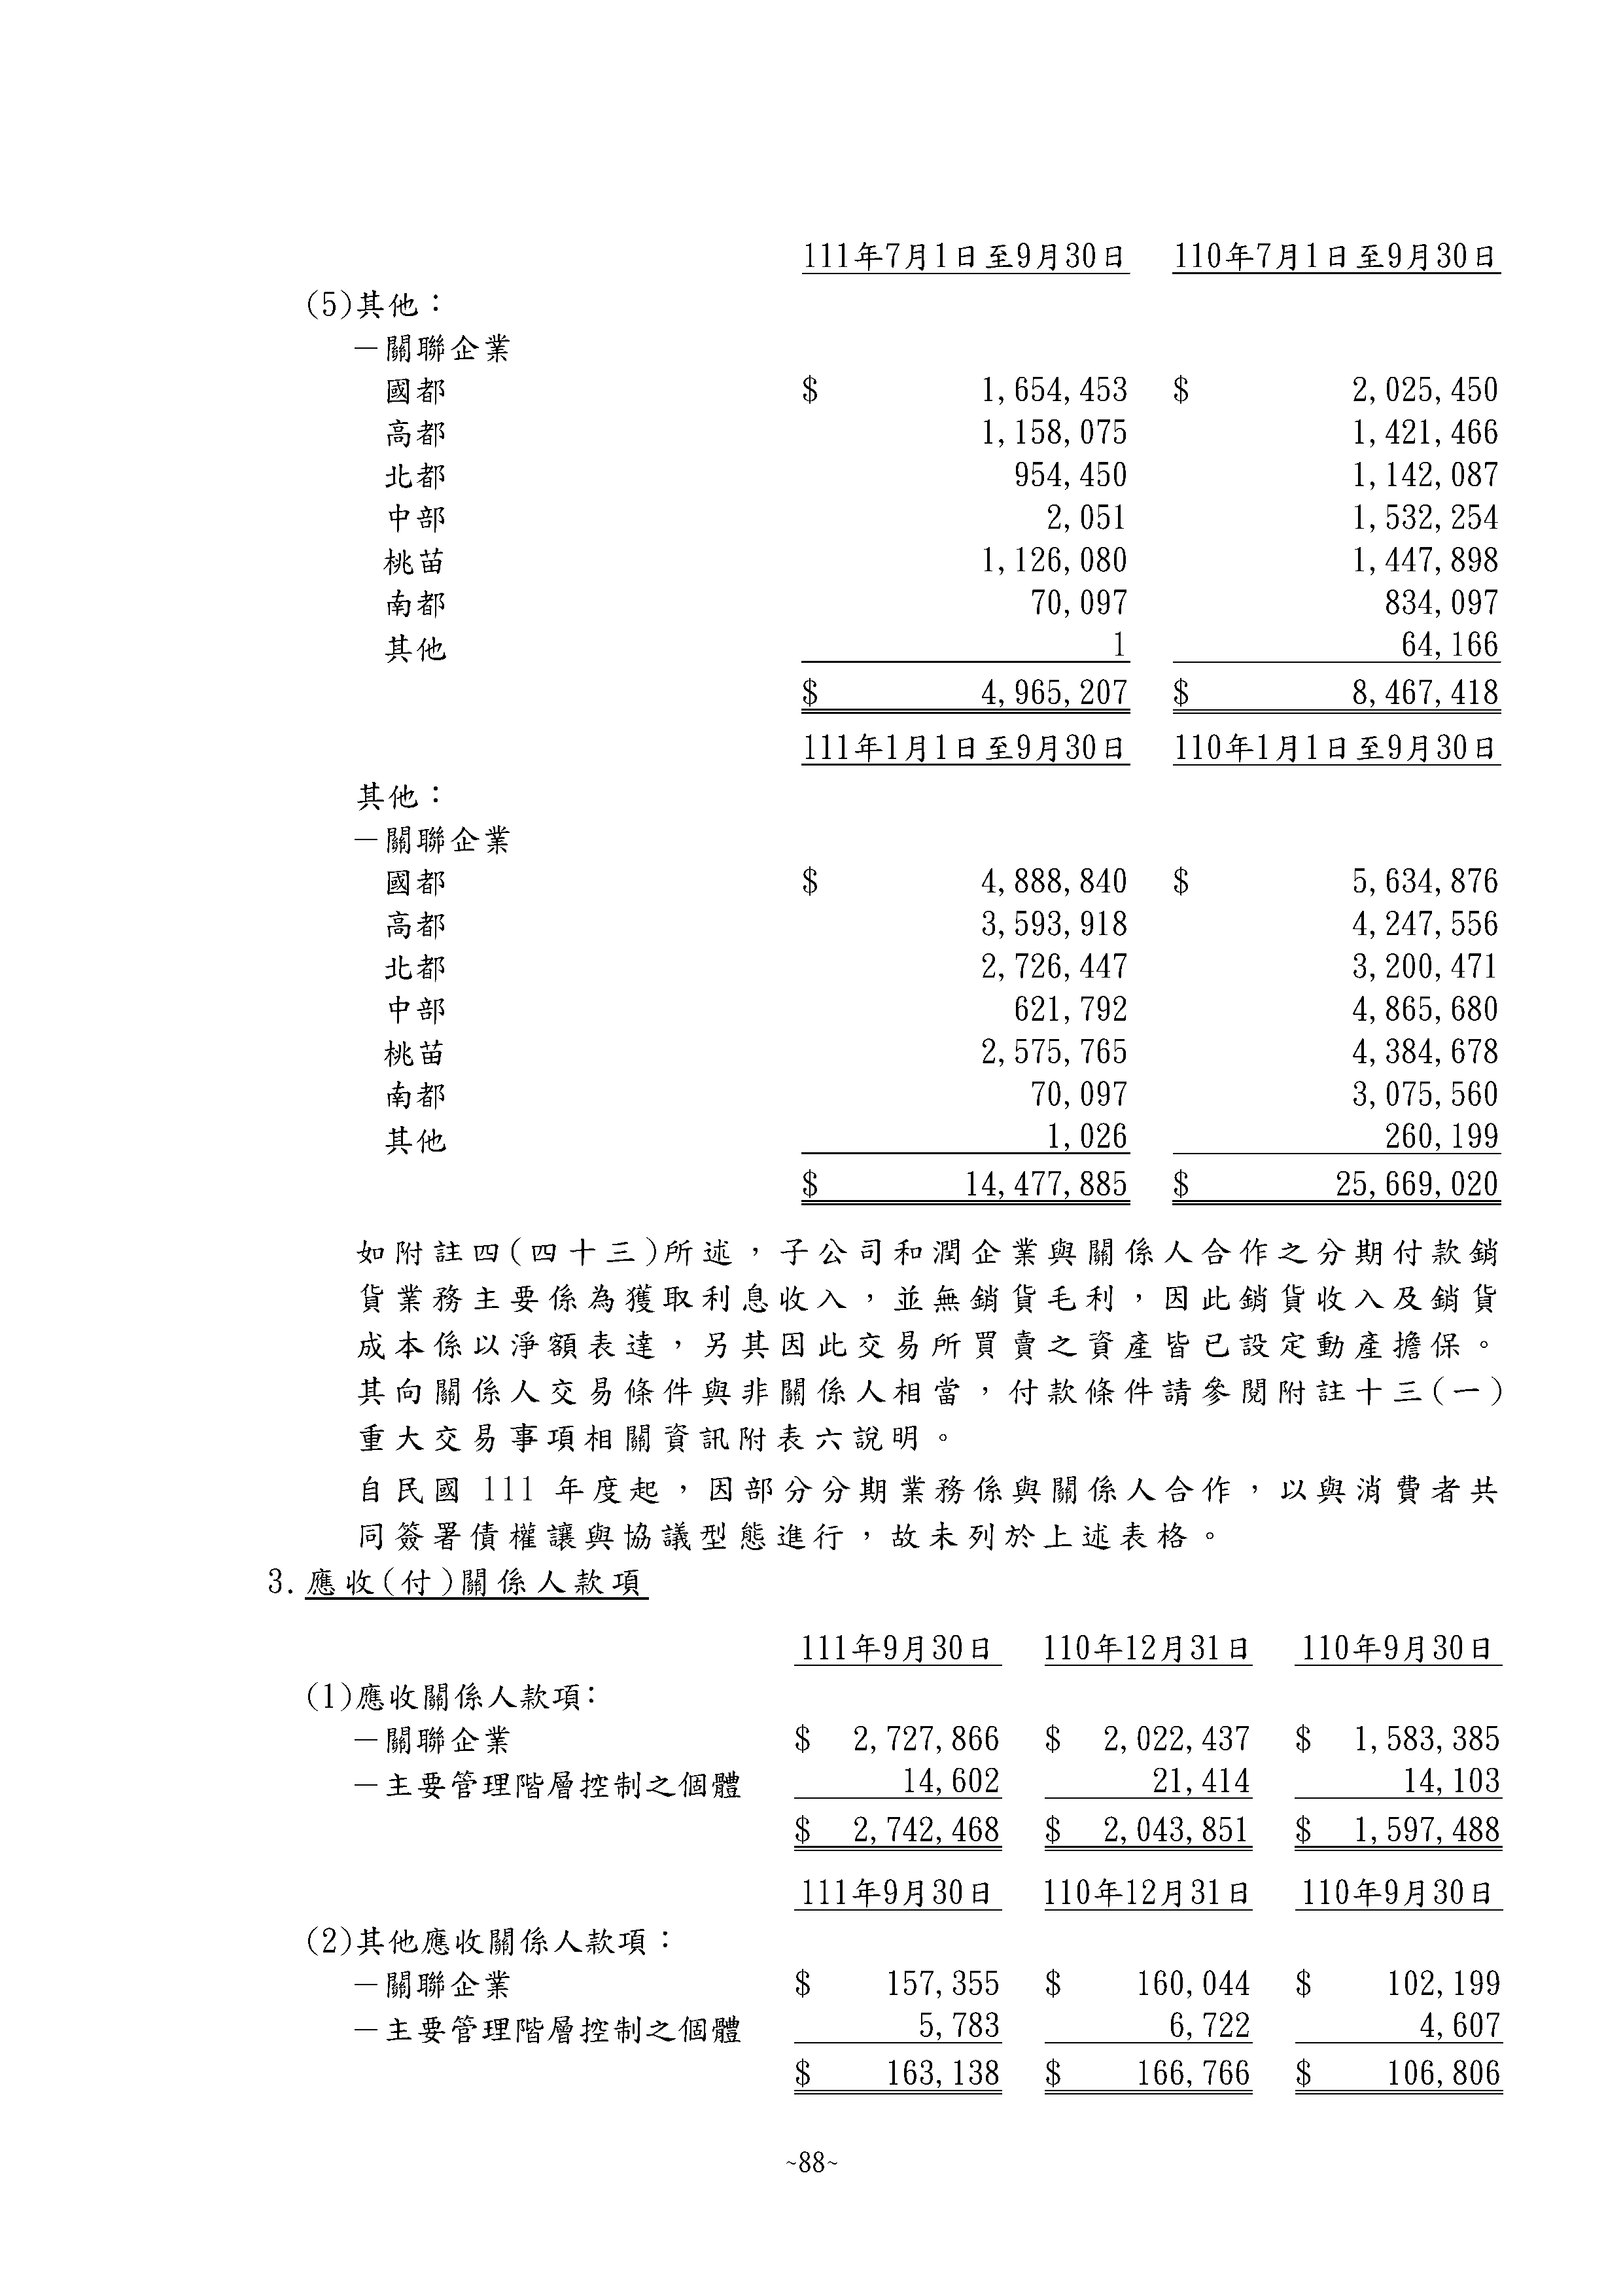 111年7月1日至9月30日 110年7月1日至9月30日
(5)其他：
－關聯企業
國都 $ 1,654,453 $ 2,025,450
高都 1,158,075 1,421,466
北都 954,450 1,142,087
中部 2,051 1,532,254
桃苗 1,126,080 1,447,898
南都 70,097 834,097
其他 1 64,166
$ 4,965,207 $ 8,467,418
111年1月1日至9月30日 110年1月1日至9月30日
其他：
－關聯企業
國都 $ 4,888,840 $ 5,634,876
高都 3,593,918 4,247,556
北都 2,726,447 3,200,471
中部 621,792 4,865,680
桃苗 2,575,765 4,384,678
南都 70,097 3,075,560
其他 1,026 260,199
$ 14,477,885 $ 25,669,020
如附註四(四十三)所述，子公司和潤企業與關係人合作之分期付款銷
貨業務主要係為獲取利息收入，並無銷貨毛利，因此銷貨收入及銷貨
成本係以淨額表達，另其因此交易所買賣之資產皆已設定動產擔保。
其向關係人交易條件與非關係人相當，付款條件請參閱附註十三(一)
重大交易事項相關資訊附表六說明。
自民國 111 年度起，因部分分期業務係與關係人合作，以與消費者共
同簽署債權讓與協議型態進行，故未列於上述表格。
3.應收(付)關係人款項
111年9月30日 110年12月31日 110年9月30日
(1)應收關係人款項:
－關聯企業 $ 2,727,866 $ 2,022,437 $ 1,583,385
－主要管理階層控制之個體 14,602 21,414 14,103
$ 2,742,468 $ 2,043,851 $ 1,597,488
111年9月30日 110年12月31日 110年9月30日
(2)其他應收關係人款項：
－關聯企業 $ 157,355 $ 160,044 $ 102,199
－主要管理階層控制之個體 5,783 6,722 4,607
$ 163,138 $ 166,766 $ 106,806
~88~